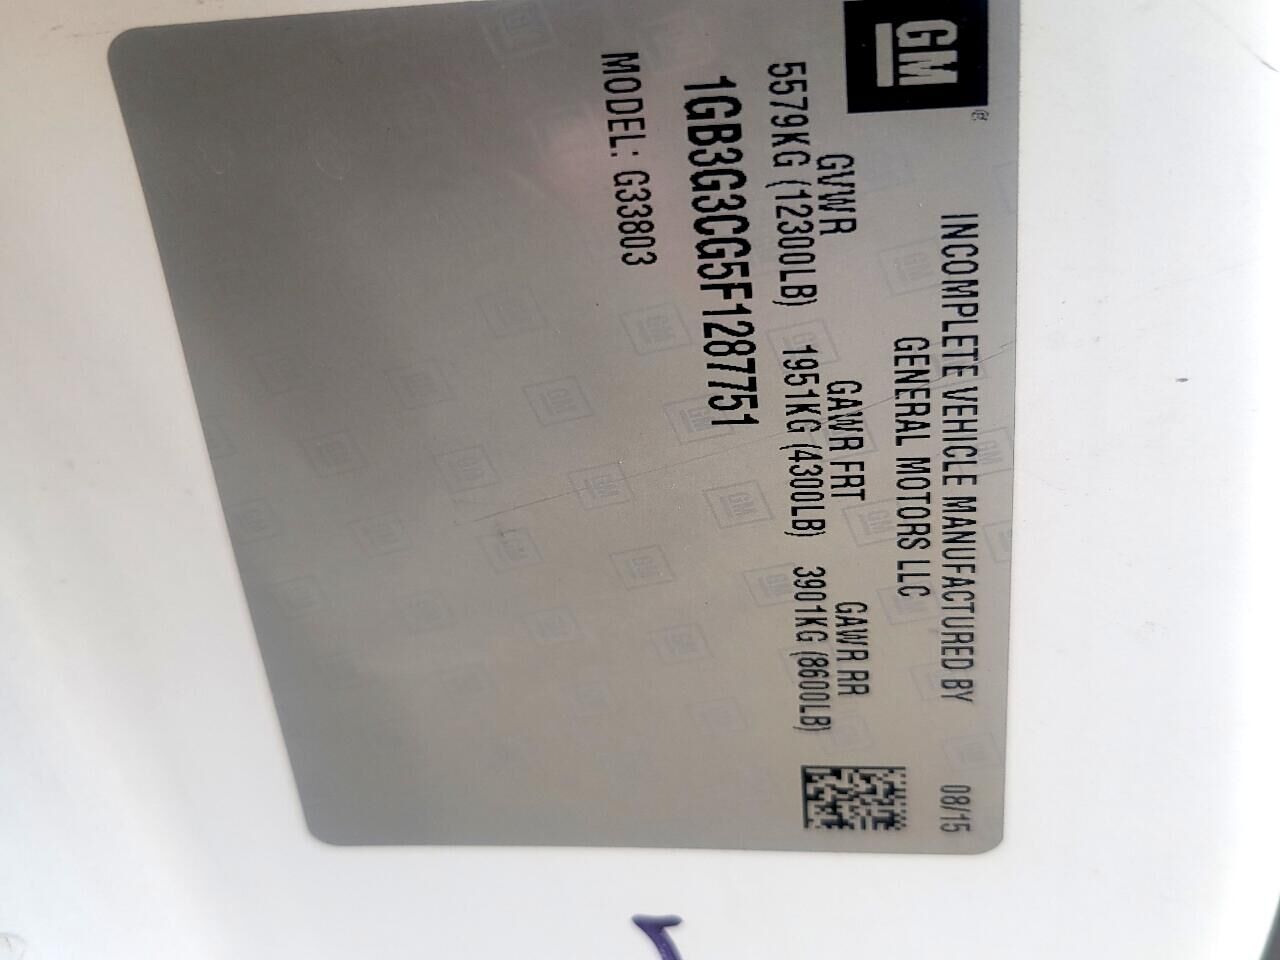 GM®
INCOMPLETE VEHICLE MANUFACTURED BY 08/15
GENERAL MOTORS LLC
GVWR GAWR FRT GAWR RR
5579KG (12300LB) 1951KG (4300LB) 3901KG (8600LB)
1GB3G3CG5F1287751
MODEL: G33803